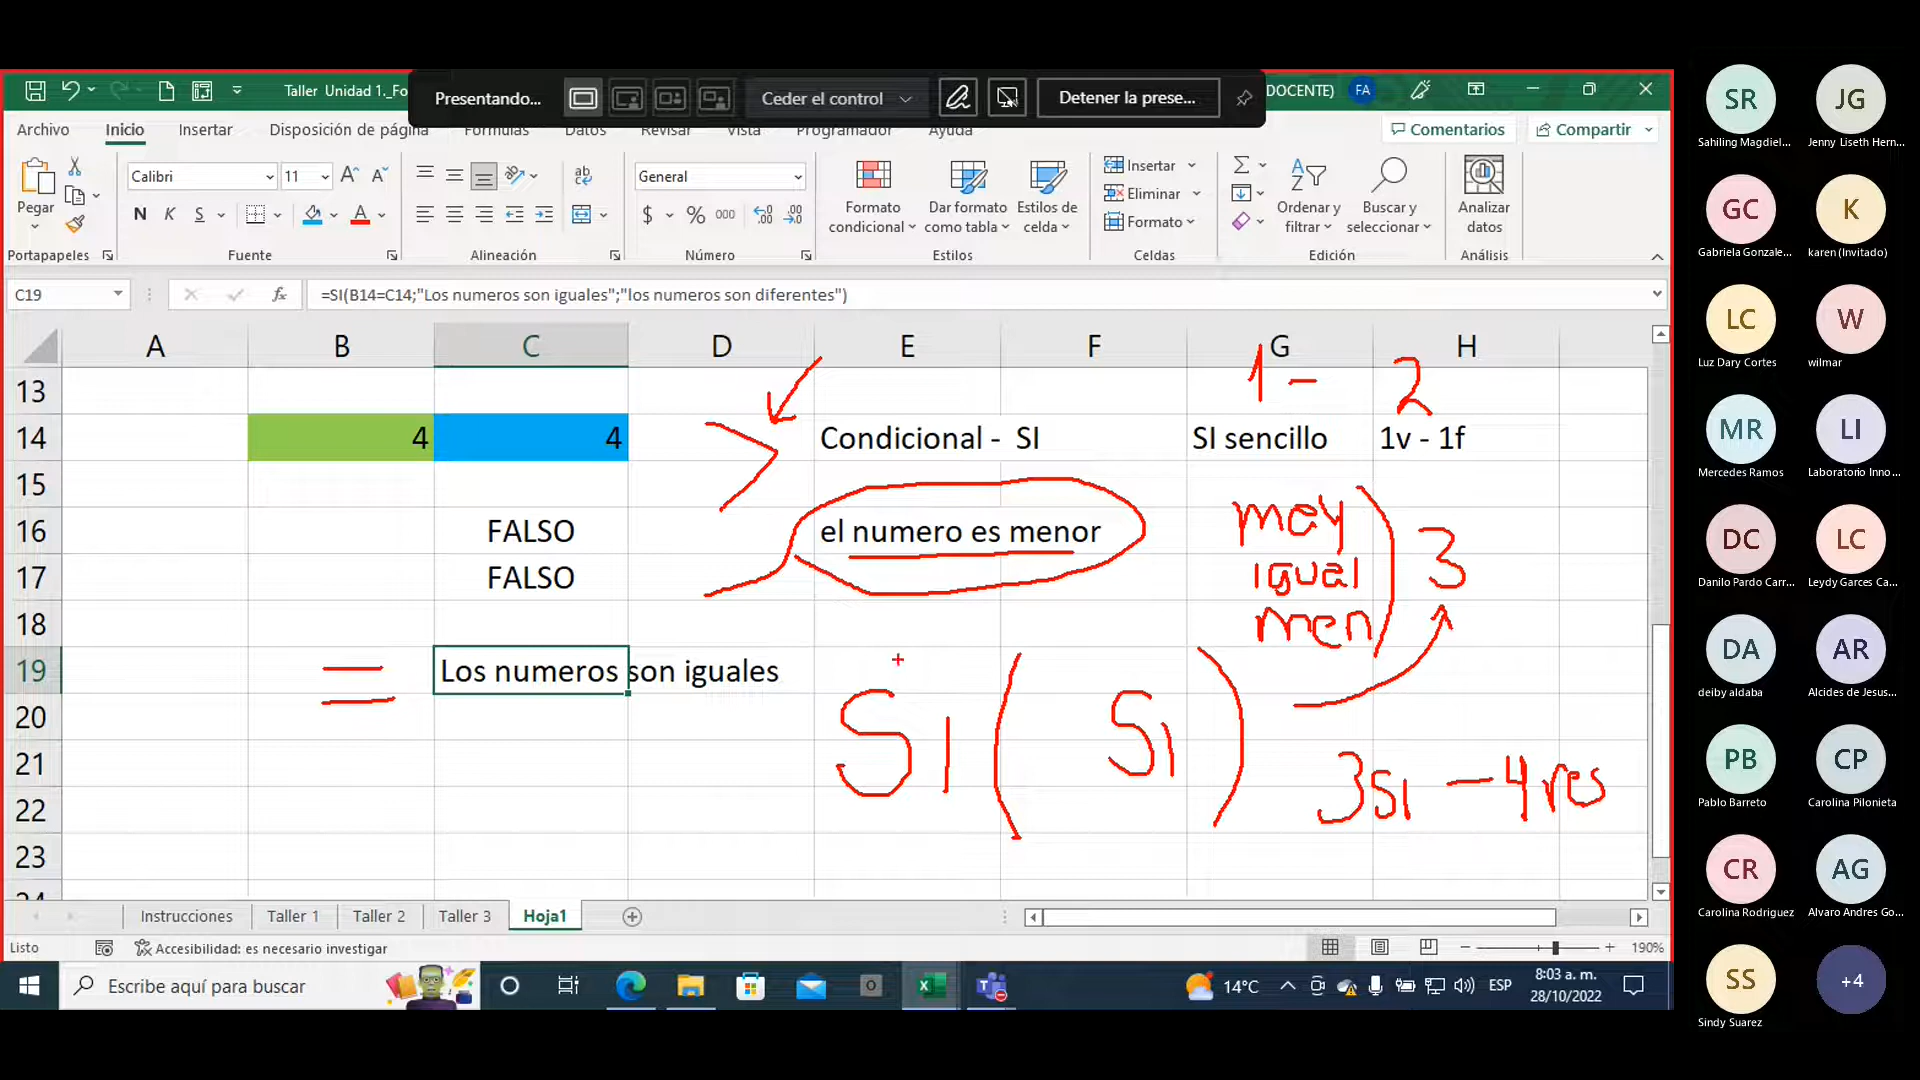 Taller Unidad 1._Fo
Presentando...
Ceder el control
Detener la prese...
DOCENTE)
FA
Archivo
Inicio
Insertar
Disposición de página
Fórmulas
Datos
Revisar
Vista
Programador
Ayuda
Comentarios
Compartir
Pegar
Calibri
11
N K S
General
$ % 000
Formato condicional
Dar formato como tabla
Estilos de celda
Insertar
Eliminar
Formato
Ordenar y filtrar
Buscar y seleccionar
Analizar datos
Portapapeles
Fuente
Alineación
Número
Estilos
Celdas
Edición
Análisis
C19
fx
=SI(B14=C14;"Los numeros son iguales";"los numeros son diferentes")
A B C D E F G H
13
1 - 2
14 4 4 Condicional - SI SI sencillo 1v - 1f
15
may
16 FALSO el numero es menor
3
17 FALSO
igual
18
men
19 Los numeros son iguales
20
SI ( SI )
21
3SI - 4 res
22
23
24
Instrucciones
Taller 1
Taller 2
Taller 3
Hoja1
Listo
Accesibilidad: es necesario investigar
190%
Escribe aquí para buscar
14°C
ESP
8:03 a. m.
28/10/2022
SR
Sahiling Magdiel...
JG
Jenny Liseth Hern...
GC
Gabriela Gonzale...
K
karen (Invitado)
LC
Luz Dary Cortes
W
wilmar
MR
Mercedes Ramos
LI
Laboratorio Inno...
DC
Danilo Pardo Carr...
LC
Leydy Garces Ca...
DA
deiby aldaba
AR
Alcides de Jesus...
PB
Pablo Barreto
CP
Carolina Pilonieta
CR
Carolina Rodriguez
AG
Alvaro Andres Go...
SS
Sindy Suarez
+4